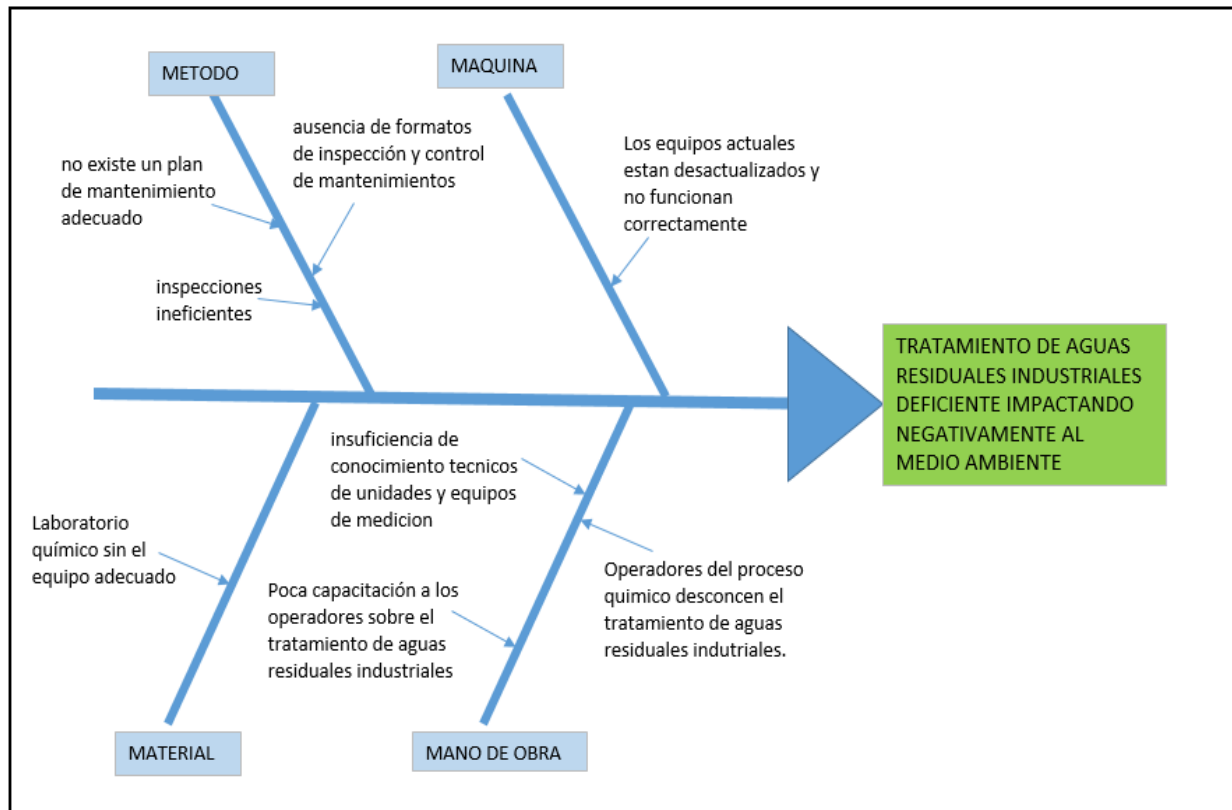 METODO
MAQUINA
ausencia de formatos
de inspección y control
de mantenimientos
no existe un plan
de mantenimiento
adecuado
inspecciones
ineficientes
Los equipos actuales
estan desactualizados y
no funcionan
correctamente
TRATAMIENTO DE AGUAS
RESIDUALES INDUSTRIALES
DEFICIENTE IMPACTANDO
NEGATIVAMENTE AL
MEDIO AMBIENTE
insuficiencia de
conocimiento tecnicos
de unidades y equipos
de medicion
Laboratorio
químico sin el
equipo adecuado
Poca capacitación a los
operadores sobre el
tratamiento de aguas
residuales industriales
Operadores del proceso
quimico desconcen el
tratamiento de aguas
residuales indutriales.
MATERIAL
MANO DE OBRA